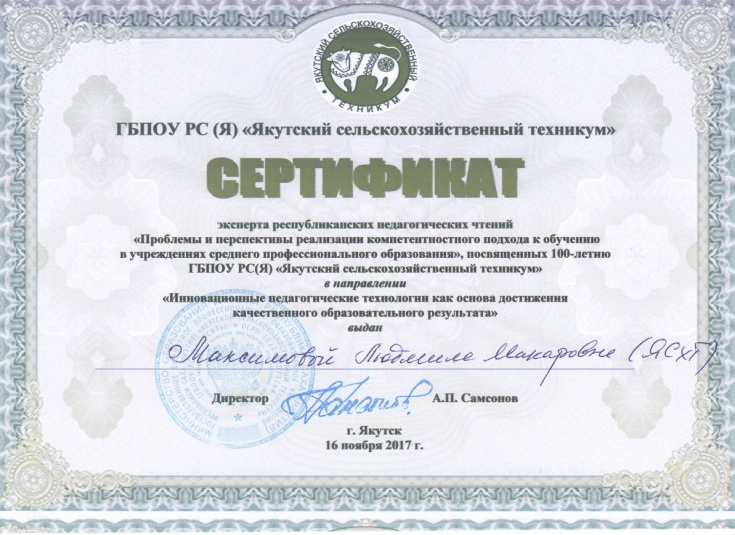 ЯКУТСКИЙ СЕЛЬСКОХОЗЯЙСТВЕННЫЙ
• ТЕХНИКУМ •
ГБПОУ РС (Я) «Якутский сельскохозяйственный техникум»
СЕРТИФИКАТ
эксперта республиканских педагогических чтений
«Проблемы и перспективы реализации компетентностного подхода к обучению
в учреждениях среднего профессионального образования», посвященных 100-летию
ГБПОУ РС(Я) «Якутский сельскохозяйственный техникум»
в направлении
«Инновационные педагогические технологии как основа достижения
качественного образовательного результата»
выдан
Максимовой Людмиле Макаровне (ЯСХТ)
Директор А.П. Самсонов
г. Якутск
16 ноября 2017 г.